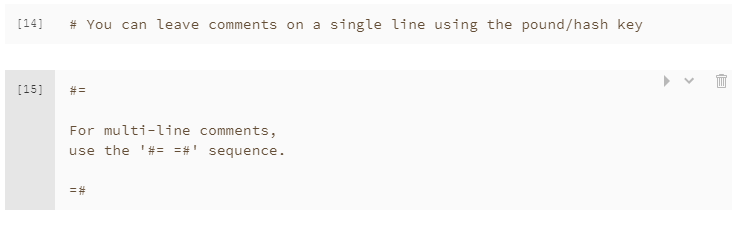 [14] # You can leave comments on a single line using the pound/hash key
[15] #=
For multi-line comments,
use the '#= =#' sequence.
=#